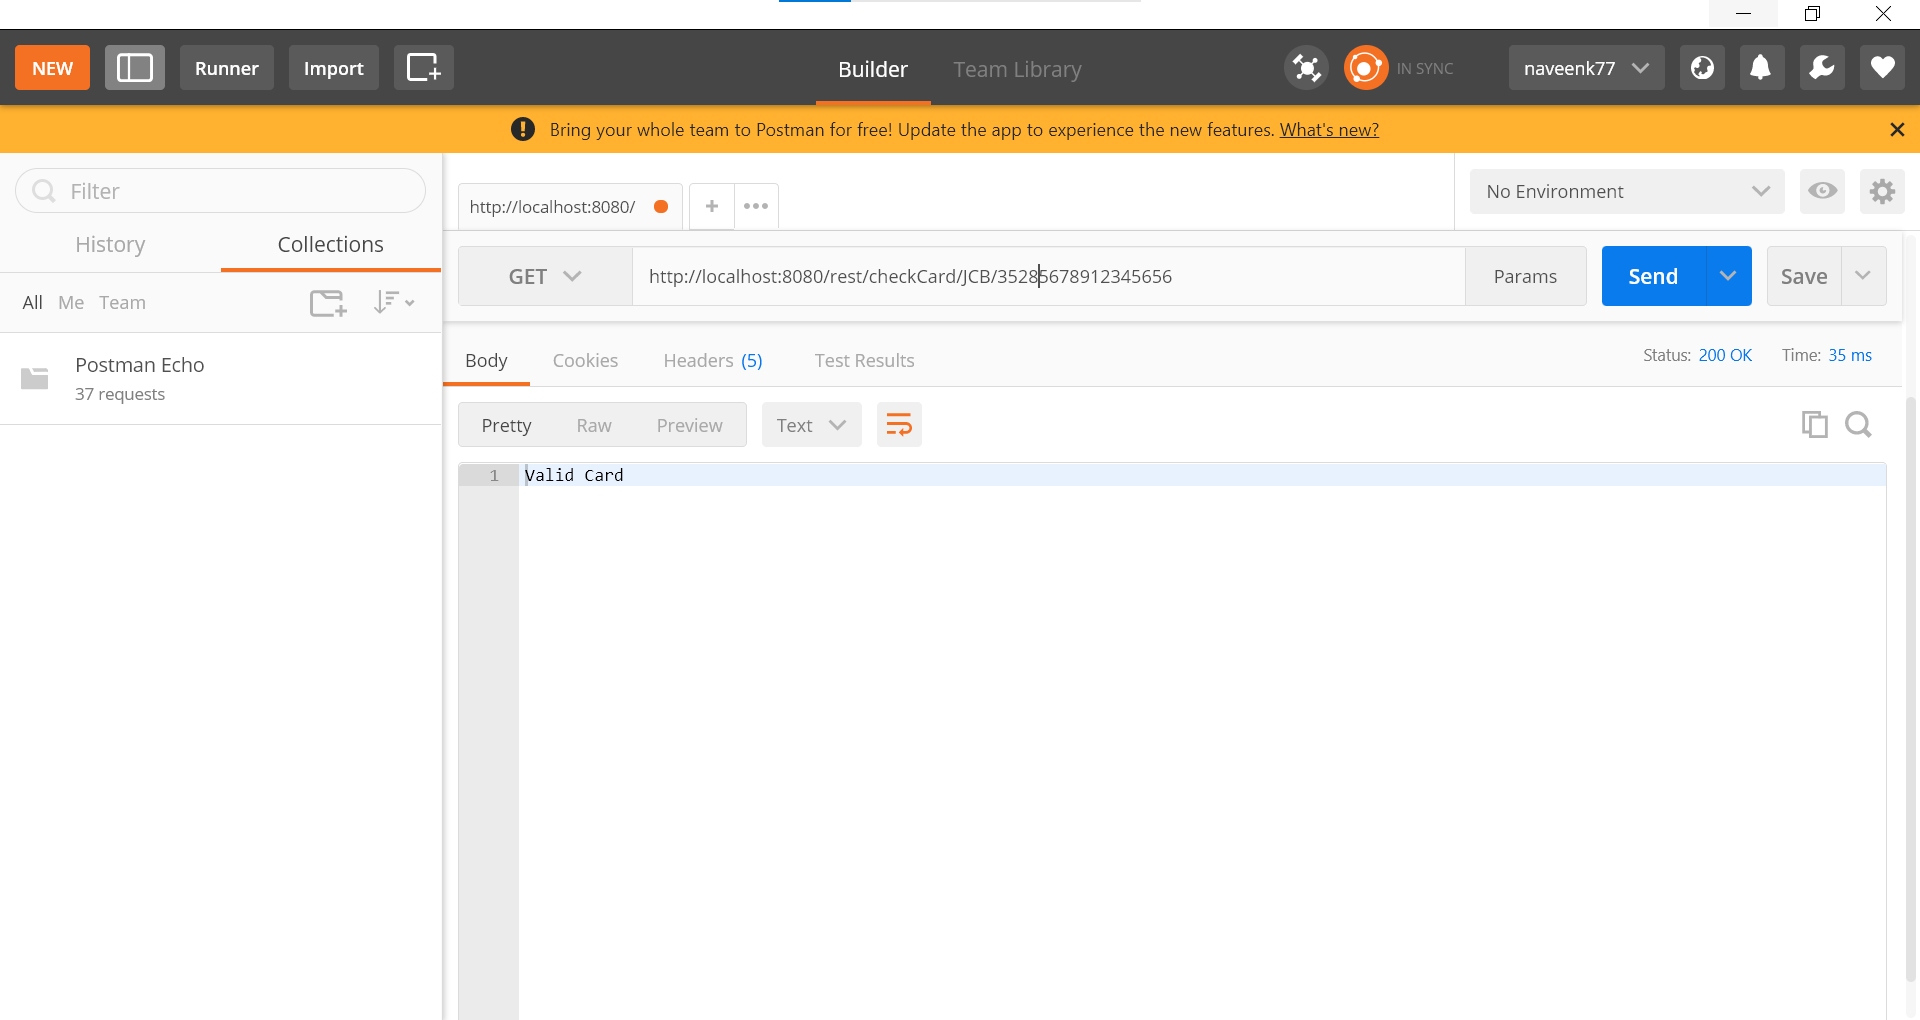 NEW
Runner
Import
Builder
Team Library
IN SYNC
naveenk77
Bring your whole team to Postman for free! Update the app to experience the new features. What's new?
Filter
History
Collections
All Me Team
Postman Echo
37 requests
http://localhost:8080/
No Environment
GET
http://localhost:8080/rest/checkCard/JCB/35285678912345656
Params
Send
Save
Body
Cookies
Headers (5)
Test Results
Status: 200 OK
Time: 35 ms
Pretty
Raw
Preview
Text
1 Valid Card